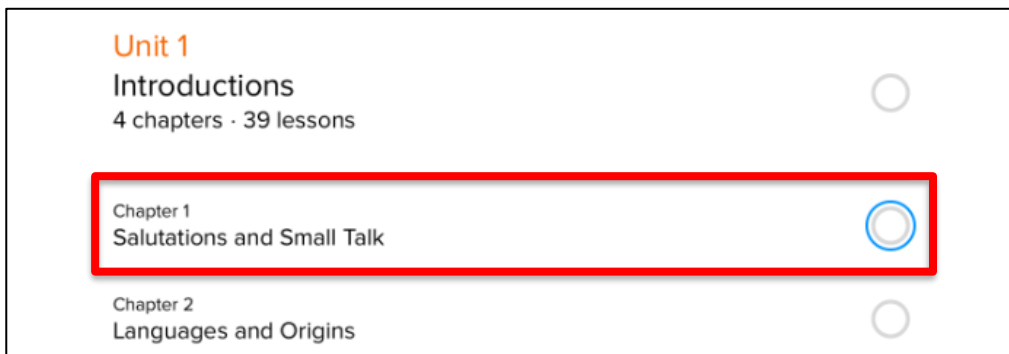 Unit 1
Introductions
4 chapters · 39 lessons
Chapter 1
Salutations and Small Talk
Chapter 2
Languages and Origins